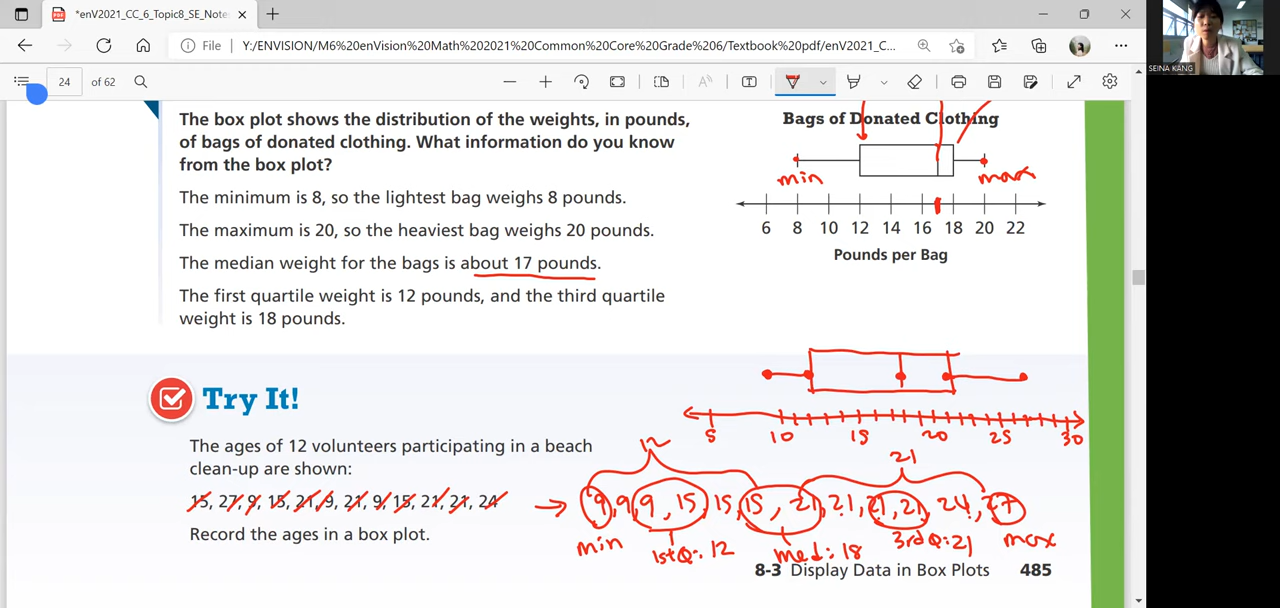 *enV2021_CC_6_Topic8_SE_Note
File
Y:/ENVISION/M6%20enVision%20Math%202021%20Common%20Core%20Grade%206/Textbook%20pdf/enV2021_C...
24
of 62
SEINA KANG
The box plot shows the distribution of the weights, in pounds,
of bags of donated clothing. What information do you know
from the box plot?
The minimum is 8, so the lightest bag weighs 8 pounds.
The maximum is 20, so the heaviest bag weighs 20 pounds.
The median weight for the bags is about 17 pounds.
The first quartile weight is 12 pounds, and the third quartile
weight is 18 pounds.
Bags of Donated Clothing
min
max
6 8 10 12 14 16 18 20 22
Pounds per Bag
Try It!
The ages of 12 volunteers participating in a beach
clean-up are shown:
15, 27, 9, 15, 21, 9, 21, 9, 15, 21, 21, 24
Record the ages in a box plot.
5 10 15 20 25 30
12
21
9, 9, 9, 15, 15, 15, 21, 21, 21, 21, 24, 27
min
1st Q: 12
med: 18
3rd Q: 21
max
8-3 Display Data in Box Plots 485